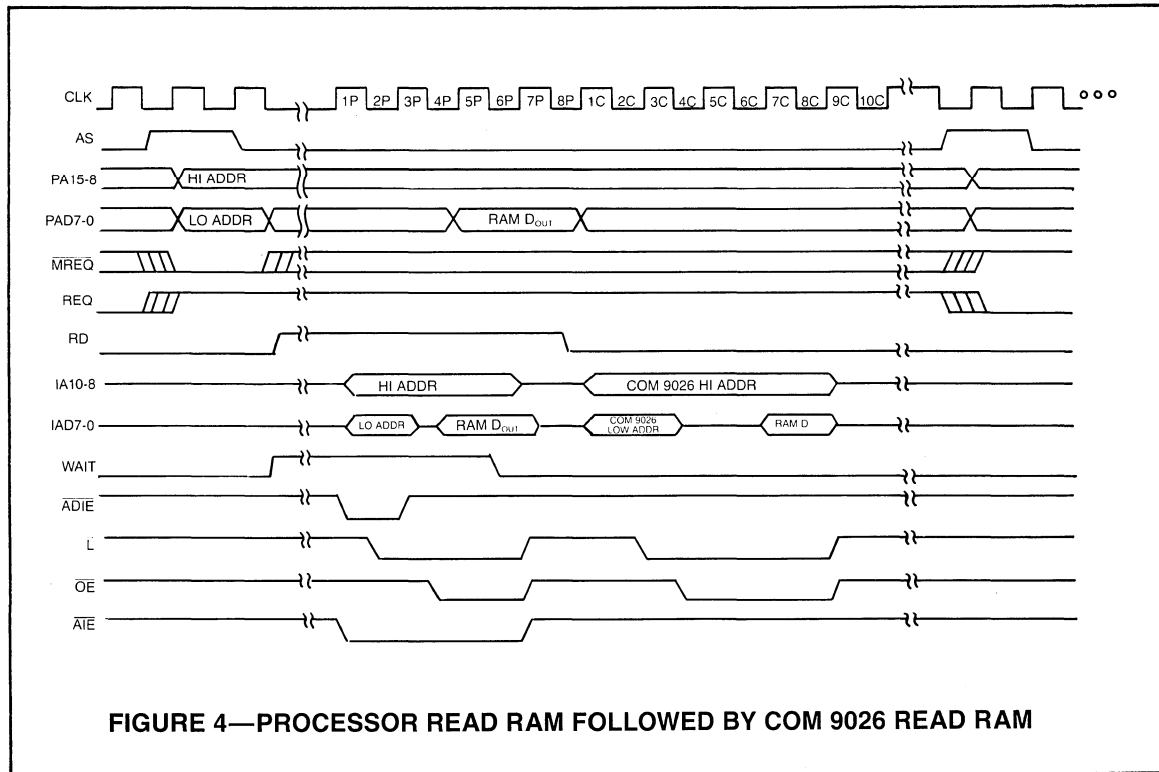 CLK 1P 2P 3P 4P 5P 6P 7P 8P 1C 2C 3C 4C 5C 6C 7C 8C 9C 10C
AS
PA15-8 HI ADDR
PAD7-0 LO ADDR RAM DOUT
MREQ
REQ
RD
IA10-8 HI ADDR COM 9026 HI ADDR
IAD7-0 LO ADDR RAM DOUT COM 9026 LOW ADDR RAM D
WAIT
ADIE
L
OE
AIE
FIGURE 4—PROCESSOR READ RAM FOLLOWED BY COM 9026 READ RAM